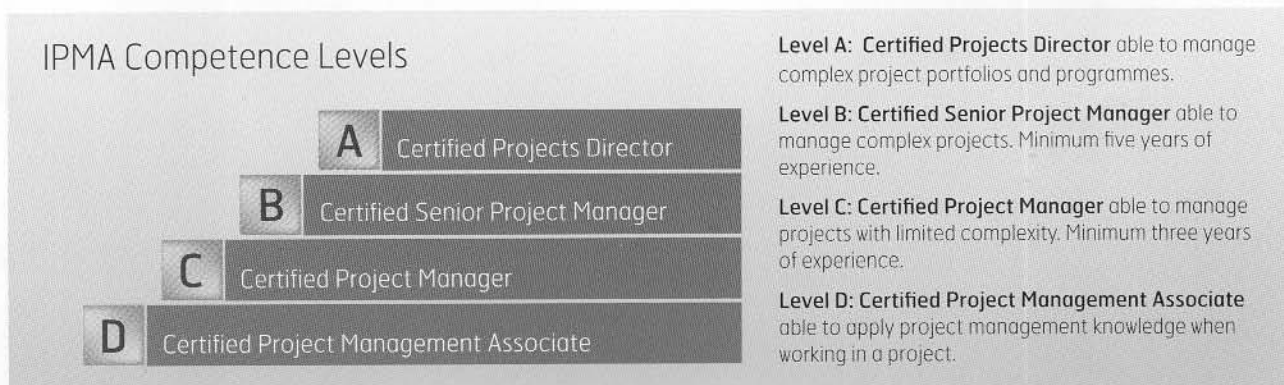 IPMA Competence Levels
A Certified Projects Director
B Certified Senior Project Manager
C Certified Project Manager
D Certified Project Management Associate
Level A: Certified Projects Director able to manage
complex project portfolios and programmes.
Level B: Certified Senior Project Manager able to
manage complex projects. Minimum five years of
experience.
Level C: Certified Project Manager able to manage
projects with limited complexity. Minimum three years
of experience.
Level D: Certified Project Management Associate
able to apply project management knowledge when
working in a project.